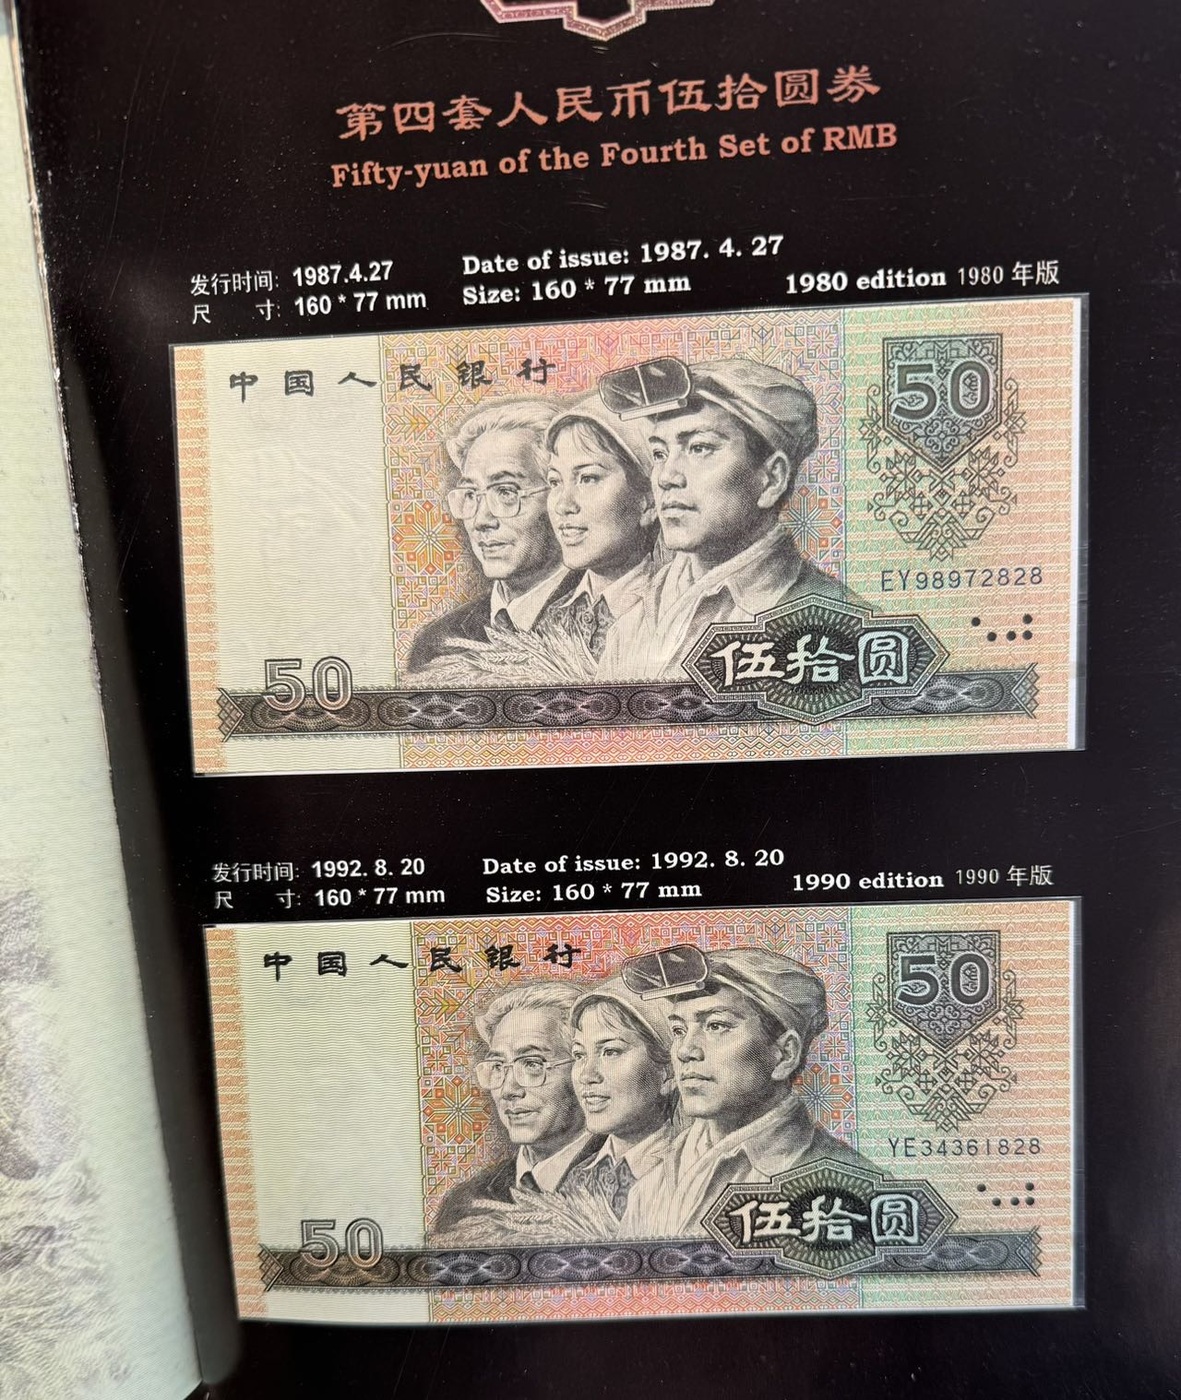 第四套人民币伍拾圆券
Fifty-yuan of the Fourth Set of RMB
发行时间: 1987.4.27
尺 寸: 160 * 77 mm
Date of issue: 1987. 4. 27
Size: 160 * 77 mm
1980 edition 1980 年版
中国人民银行
50
EY98972828
伍拾圆
50
发行时间: 1992. 8. 20
尺 寸: 160 * 77 mm
Date of issue: 1992. 8. 20
Size: 160 * 77 mm
1990 edition 1990 年版
中国人民银行
50
YE34361828
伍拾圆
50